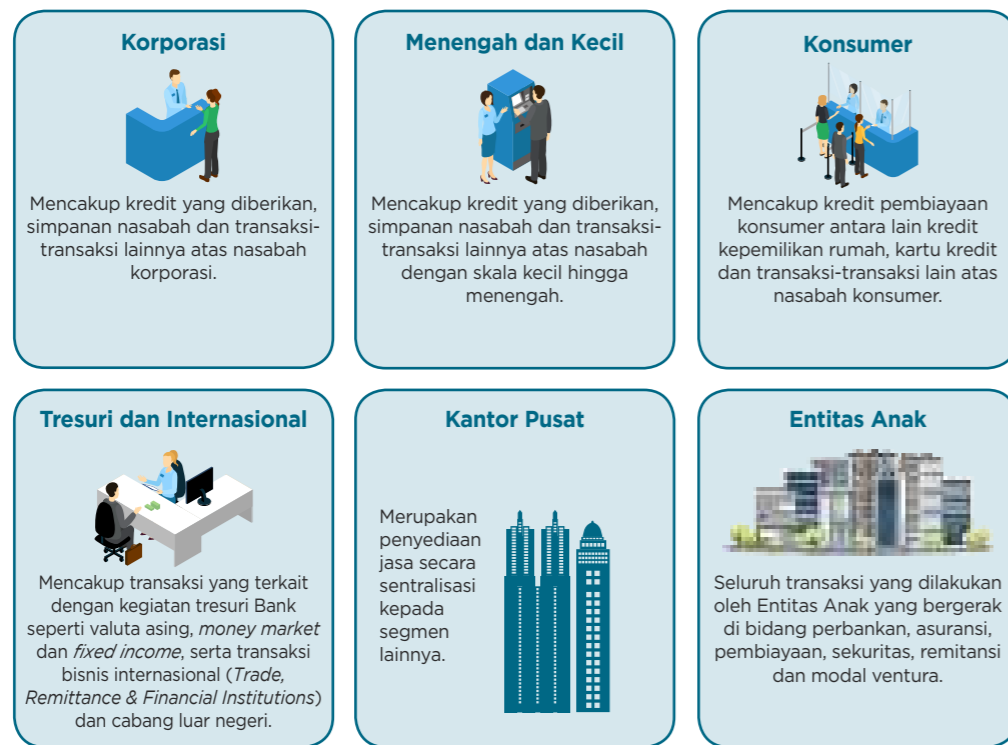 Korporasi
Mencakup kredit yang diberikan,
simpanan nasabah dan transaksi-
transaksi lainnya atas nasabah
korporasi.
Menengah dan Kecil
Mencakup kredit yang diberikan,
simpanan nasabah dan transaksi-
transaksi lainnya atas nasabah
dengan skala kecil hingga
menengah.
Konsumer
Mencakup kredit pembiayaan
konsumer antara lain kredit
kepemilikan rumah, kartu kredit
dan transaksi-transaksi lain atas
nasabah konsumer.
Tresuri dan Internasional
Mencakup transaksi yang terkait
dengan kegiatan tresuri Bank
seperti valuta asing, money market
dan fixed income, serta transaksi
bisnis internasional (Trade,
Remittance & Financial Institutions)
dan cabang luar negeri.
Kantor Pusat
Merupakan
penyediaan
jasa secara
sentralisasi
kepada
segmen
lainnya.
Entitas Anak
Seluruh transaksi yang dilakukan
oleh Entitas Anak yang bergerak
di bidang perbankan, asuransi,
pembiayaan, sekuritas, remitansi
dan modal ventura.